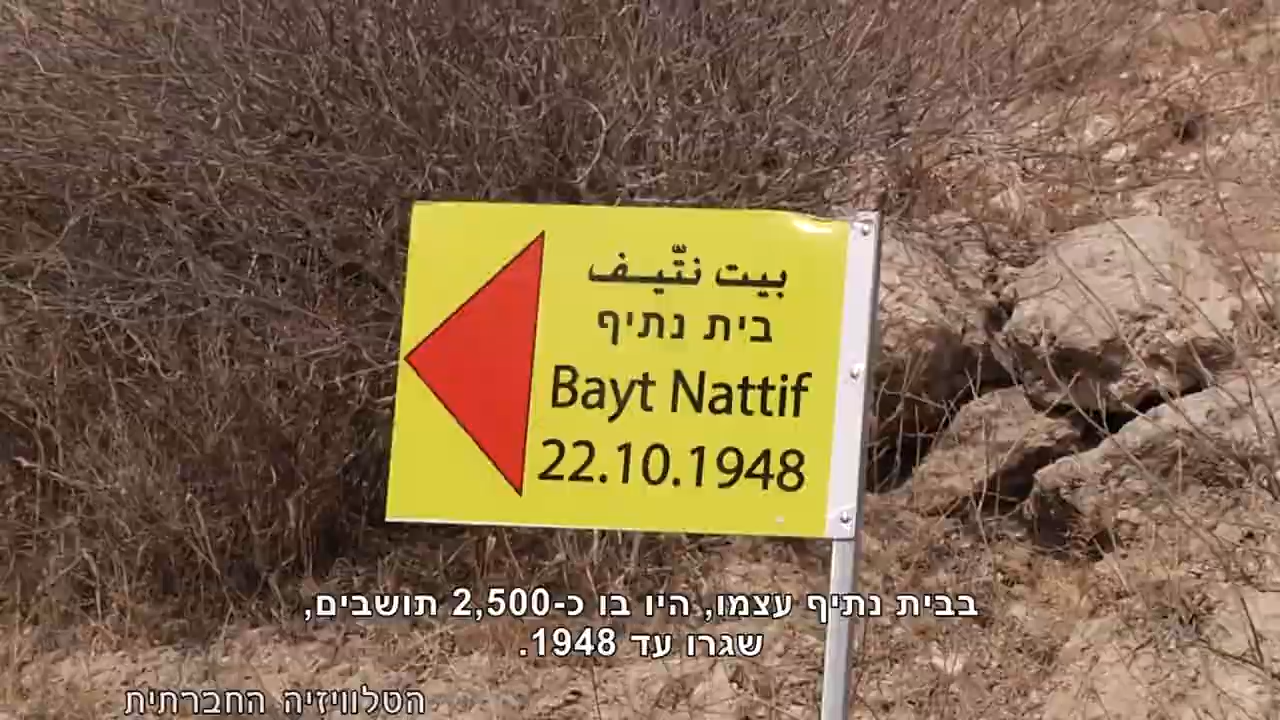 بيت نتّيـف
בית נתיף
Bayt Nattif
22.10.1948
בבית נתיף עצמו, היו בו כ-2,500 תושבים,
שגרו עד 1948.
הטלוויזיה החברתית